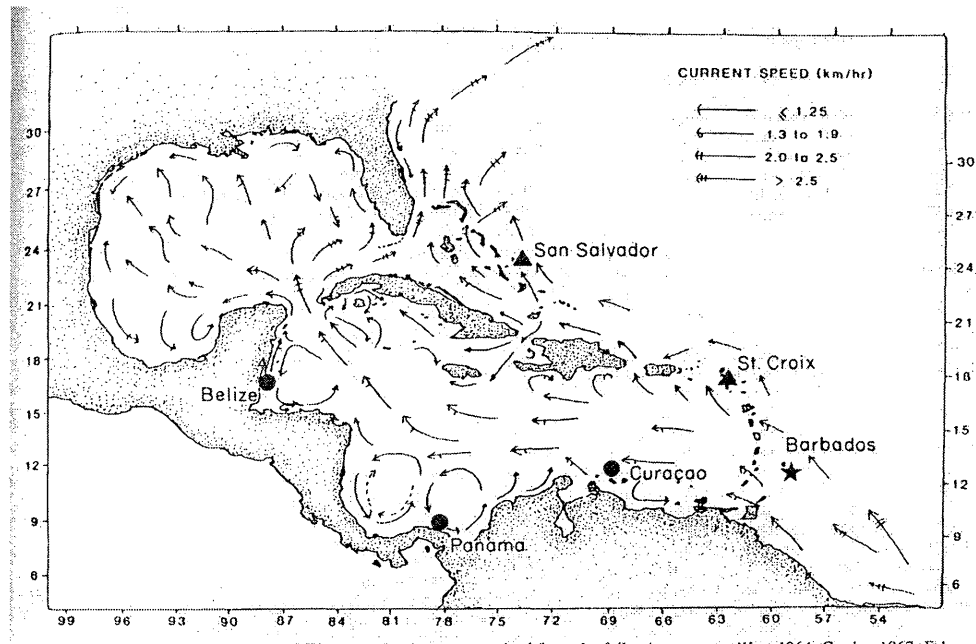 CURRENT SPEED (km/hr)
< 1.25
1.3 to 1.9
2.0 to 2.5
> 2.5
30
27
24
21
18
15
12
9
6
30
27
24
21
18
15
12
9
6
San Salvador
St. Croix
Belize
Barbados
Curaçao
Panama
99 96 93 90 87 84 81 78 75 72 69 66 63 60 57 54